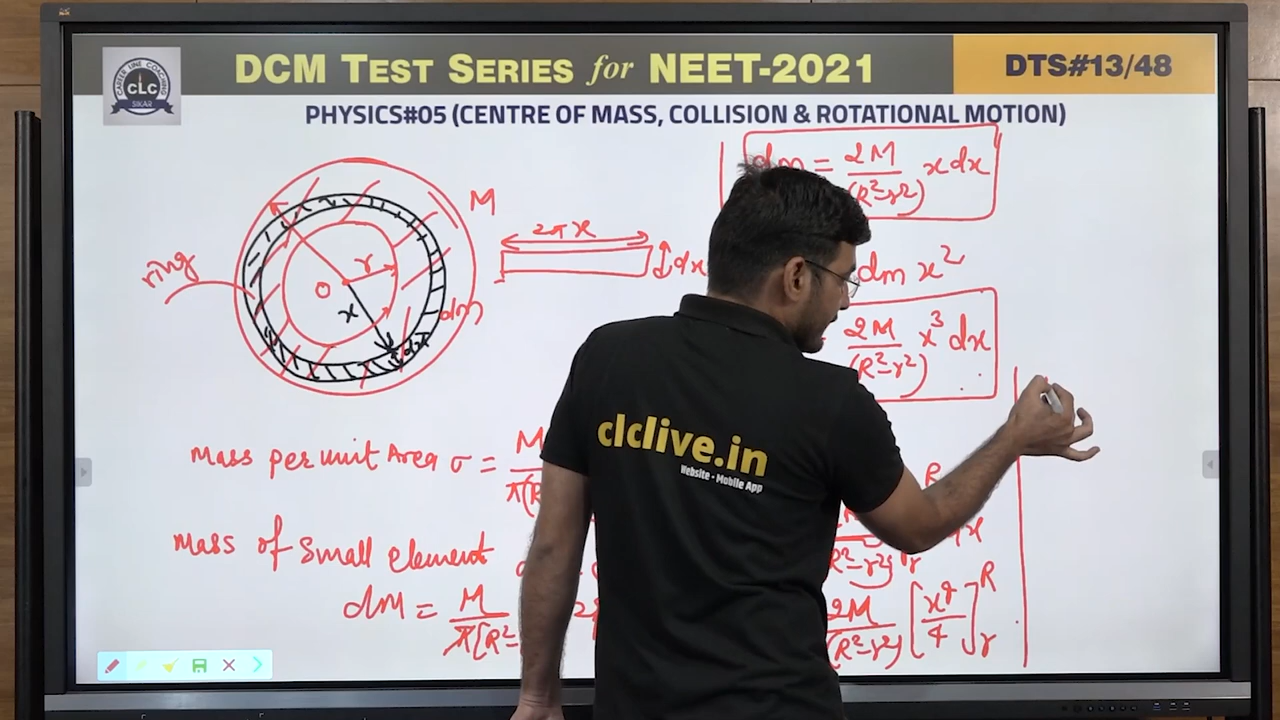 DCM TEST SERIES for NEET-2021
DTS#13/48
CAREER LINE COACHING
CLC
SIKAR
PHYSICS#05 (CENTRE OF MASS, COLLISION & ROTATIONAL MOTION)
M
ring
r
O
x
dm
dx
2πx
dx
Mass per unit Area σ = M
π(R
Mass of small element
dM = M
π[R²-
dm = 2M x dx
(R²-r²)
dm x²
2M x³ dx
(R²-r²)
R
R²-r²) r
2M [x⁴/4] R r
(R²-r²)
clclive.in
Website - Mobile App